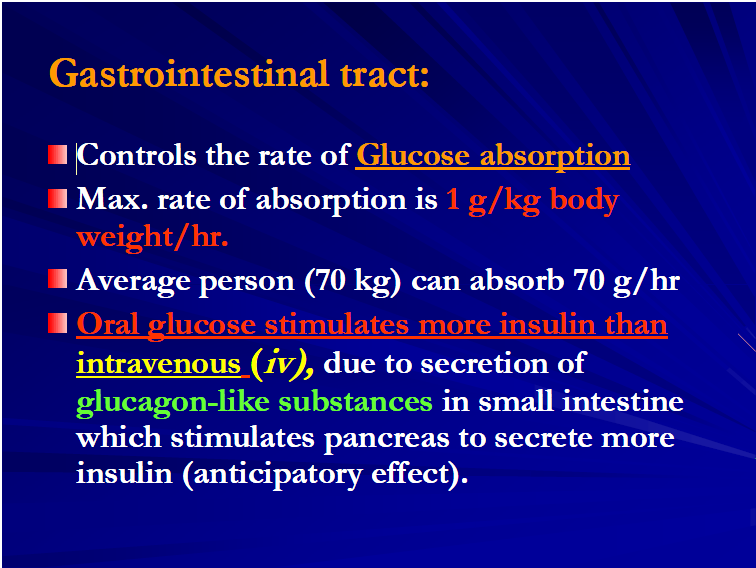 Gastrointestinal tract:
Controls the rate of Glucose absorption
Max. rate of absorption is 1 g/kg body
weight/hr.
Average person (70 kg) can absorb 70 g/hr
Oral glucose stimulates more insulin than
intravenous (iv), due to secretion of
glucagon-like substances in small intestine
which stimulates pancreas to secrete more
insulin (anticipatory effect).